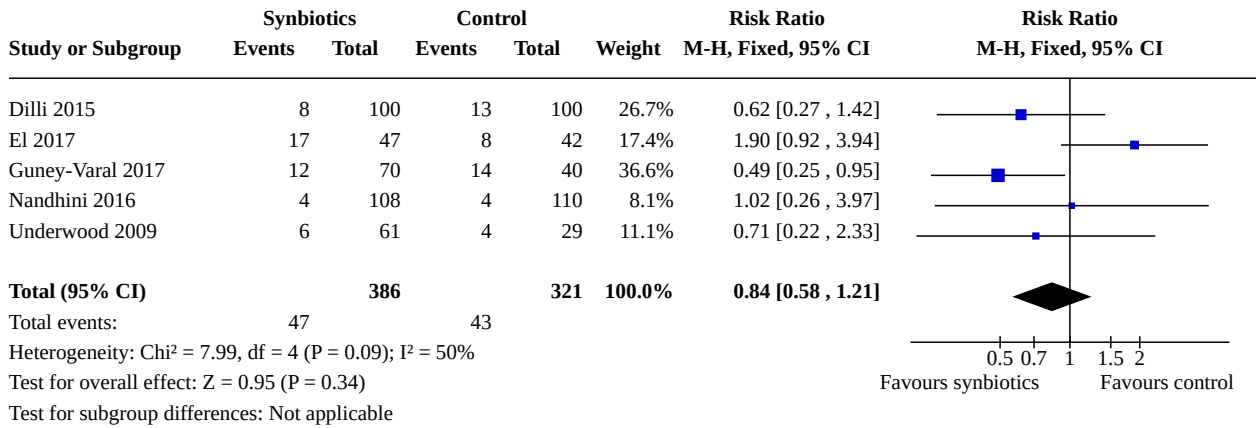 Synbiotics Control Risk Ratio Risk Ratio
Study or Subgroup Events Total Events Total Weight M-H, Fixed, 95% CI M-H, Fixed, 95% CI
Dilli 2015 8 100 13 100 26.7% 0.62 [0.27 , 1.42]
El 2017 17 47 8 42 17.4% 1.90 [0.92 , 3.94]
Guney-Varal 2017 12 70 14 40 36.6% 0.49 [0.25 , 0.95]
Nandhini 2016 4 108 4 110 8.1% 1.02 [0.26 , 3.97]
Underwood 2009 6 61 4 29 11.1% 0.71 [0.22 , 2.33]
Total (95% CI) 386 321 100.0% 0.84 [0.58 , 1.21]
Total events: 47 43
Heterogeneity: Chi² = 7.99, df = 4 (P = 0.09); I² = 50%
0.5 0.7 1 1.5 2
Test for overall effect: Z = 0.95 (P = 0.34) Favours synbiotics Favours control
Test for subgroup differences: Not applicable